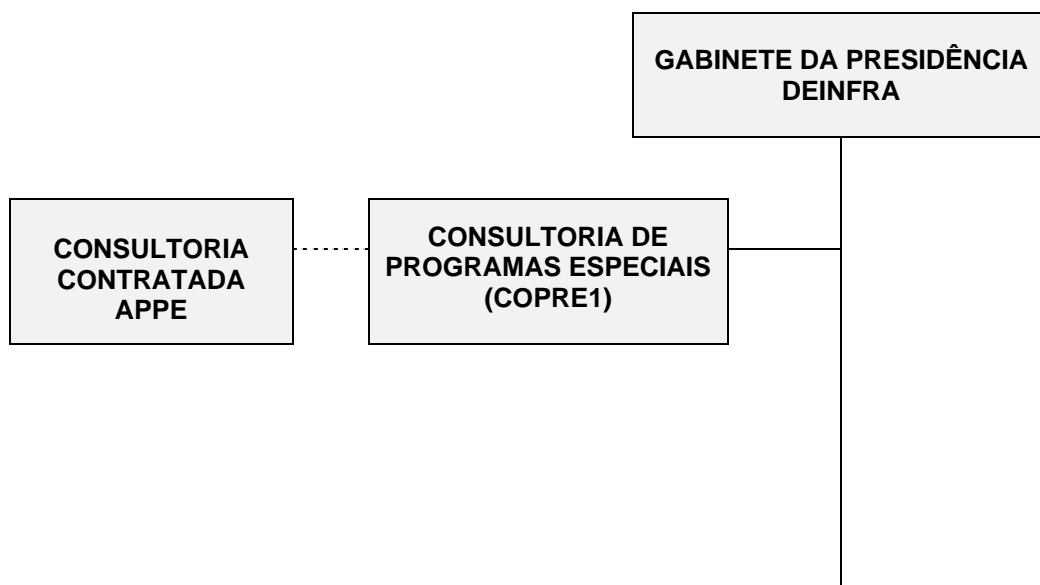 GABINETE DA PRESIDÊNCIA
DEINFRA
CONSULTORIA
CONTRATADA
APPE
CONSULTORIA DE
PROGRAMAS ESPECIAIS
(COPRE1)